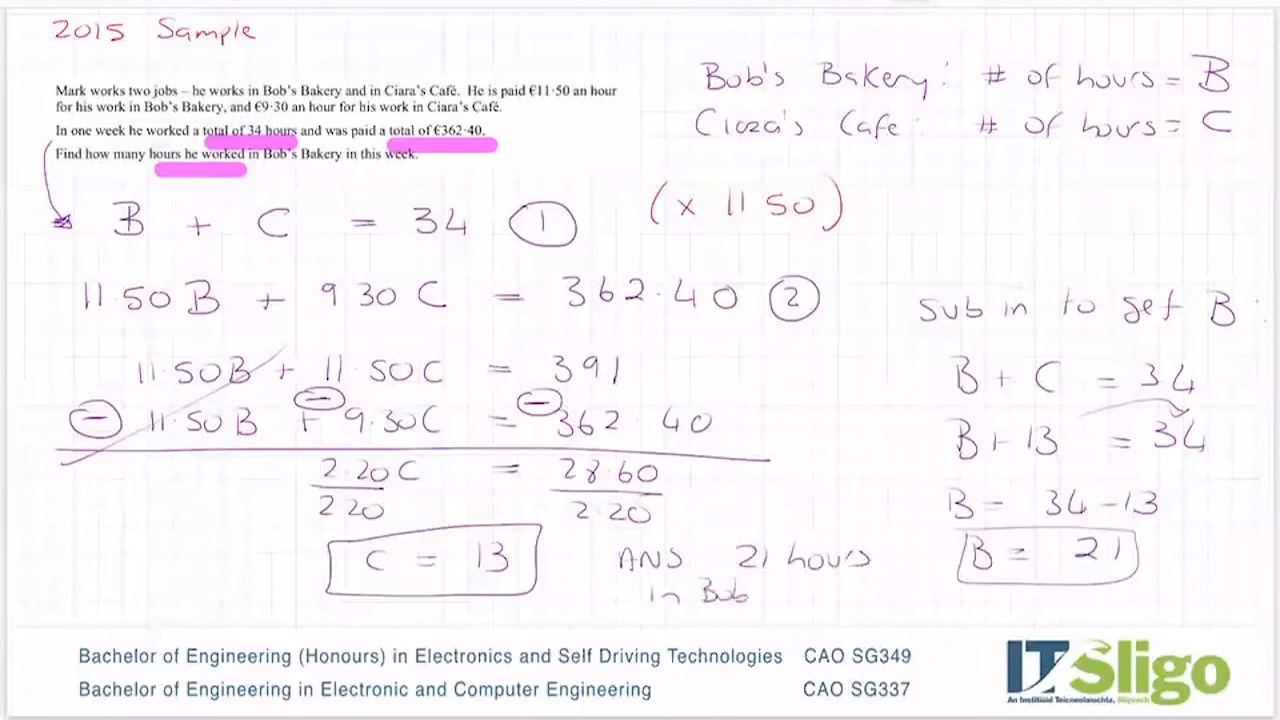 2015 Sample
Mark works two jobs – he works in Bob's Bakery and in Ciara's Café. He is paid €11·50 an hour
for his work in Bob's Bakery, and €9·30 an hour for his work in Ciara's Café.
In one week he worked a total of 34 hours and was paid a total of €362·40.
Find how many hours he worked in Bob's Bakery in this week.
Bob's Bakery: # of hours = B
Ciara's Cafe: # of hours = C
B + C = 34 1
(x 11 50)
11·50 B + 9 30 C = 362·40 2
11 50B + 11 50C = 391
− 11·50B + − 9·30C = − 362·40
2·20C = 28·60
2 20 2·20
C = 13
ANS 21 hours
in Bob
Sub in to get B
B + C = 34
B + 13 = 34
B = 34 − 13
B = 21
Bachelor of Engineering (Honours) in Electronics and Self Driving Technologies CAO SG349
Bachelor of Engineering in Electronic and Computer Engineering CAO SG337
IT Sligo
An Institiúid Teicneolaíochta, Sligeach